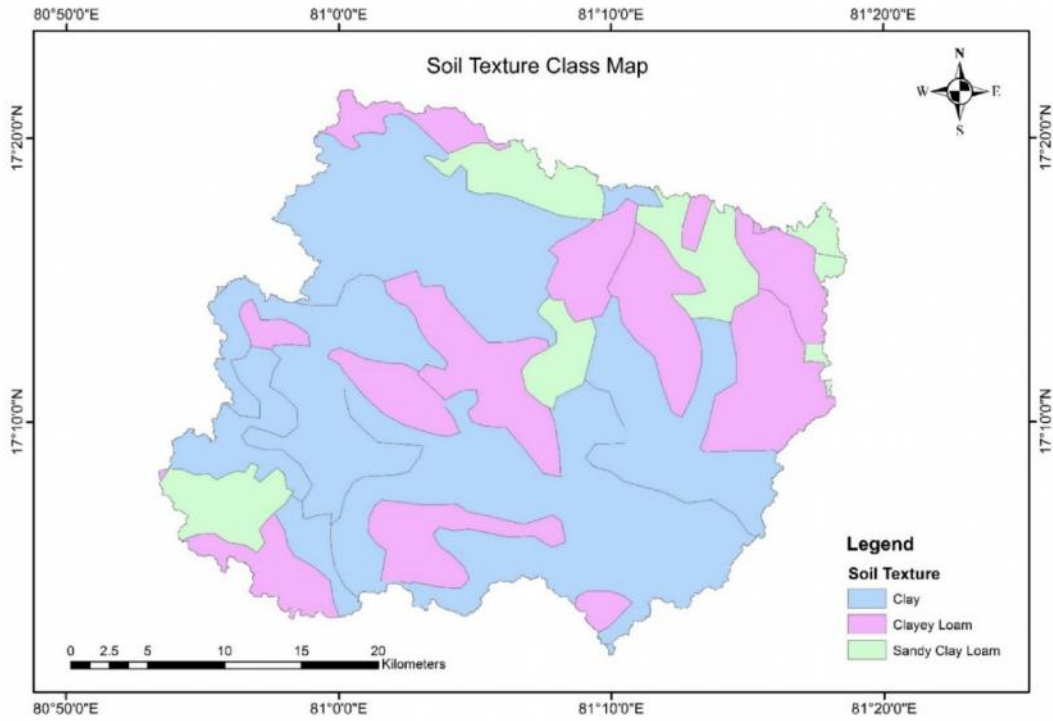 80°50'0"E 81°0'0"E 81°10'0"E 81°20'0"E
Soil Texture Class Map
N
W E
S
17°20'0"N 17°20'0"N
17°10'0"N 17°10'0"N
Legend
Soil Texture
Clay
Clayey Loam
Sandy Clay Loam
0 2.5 5 10 15 20
Kilometers
80°50'0"E 81°0'0"E 81°10'0"E 81°20'0"E